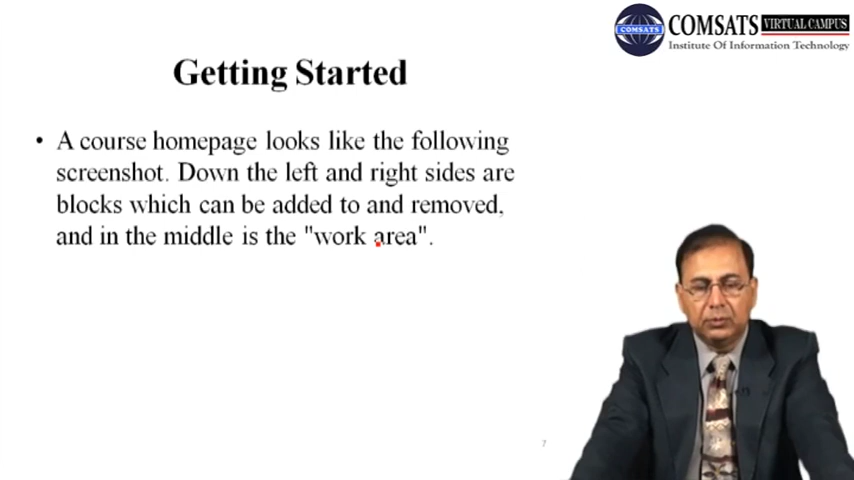 COMSATS VIRTUAL CAMPUS
COMSATS
Institute Of Information Technology
Getting Started
• A course homepage looks like the following
screenshot. Down the left and right sides are
blocks which can be added to and removed,
and in the middle is the "work area".
7